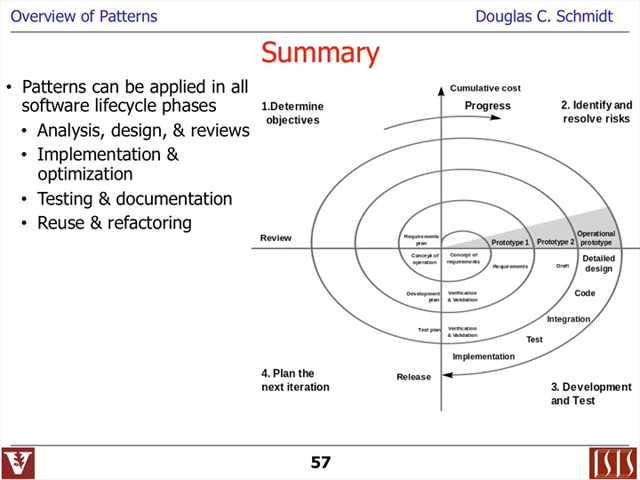 Overview of Patterns
Douglas C. Schmidt
Summary
• Patterns can be applied in all
software lifecycle phases
• Analysis, design, & reviews
• Implementation &
optimization
• Testing & documentation
• Reuse & refactoring
Cumulative cost
Progress
1.Determine
objectives
2. Identify and
resolve risks
Review
Requirements
plan
Concept of
operation
Concept of
requirements
Prototype 1
Prototype 2
Operational
prototype
Requirements
Draft
Detailed
design
Development
plan
Verification
& Validation
Code
Integration
Test plan
Verification
& Validation
Test
Implementation
Release
4. Plan the
next iteration
3. Development
and Test
57
V
ISIS